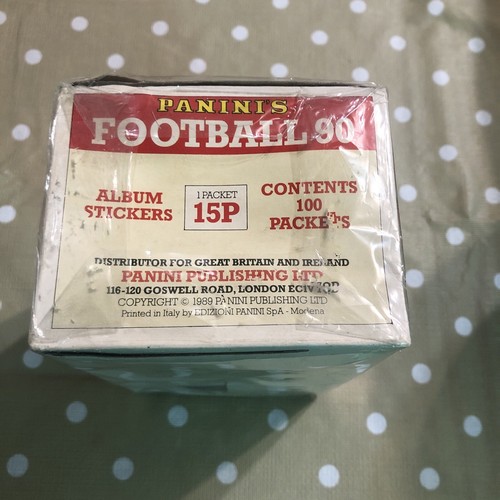 PANINI'S
FOOTBALL 90
ALBUM
STICKERS
1 PACKET
15P
CONTENTS
100
PACKETS
DISTRIBUTOR FOR GREAT BRITAIN AND IRELAND
PANINI PUBLISHING LTD
116-120 GOSWELL ROAD, LONDON EC1V 7QD
COPYRIGHT © 1989 PANINI PUBLISHING LTD
Printed in Italy by EDIZIONI PANINI SpA - Modena